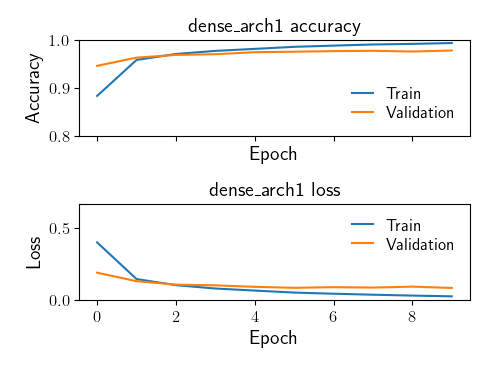 dense_arch1 accuracy
1.0
0.9
0.8
Accuracy
Train
Validation
Epoch
dense_arch1 loss
0.5
0.0
Loss
Train
Validation
0 2 4 6 8
Epoch